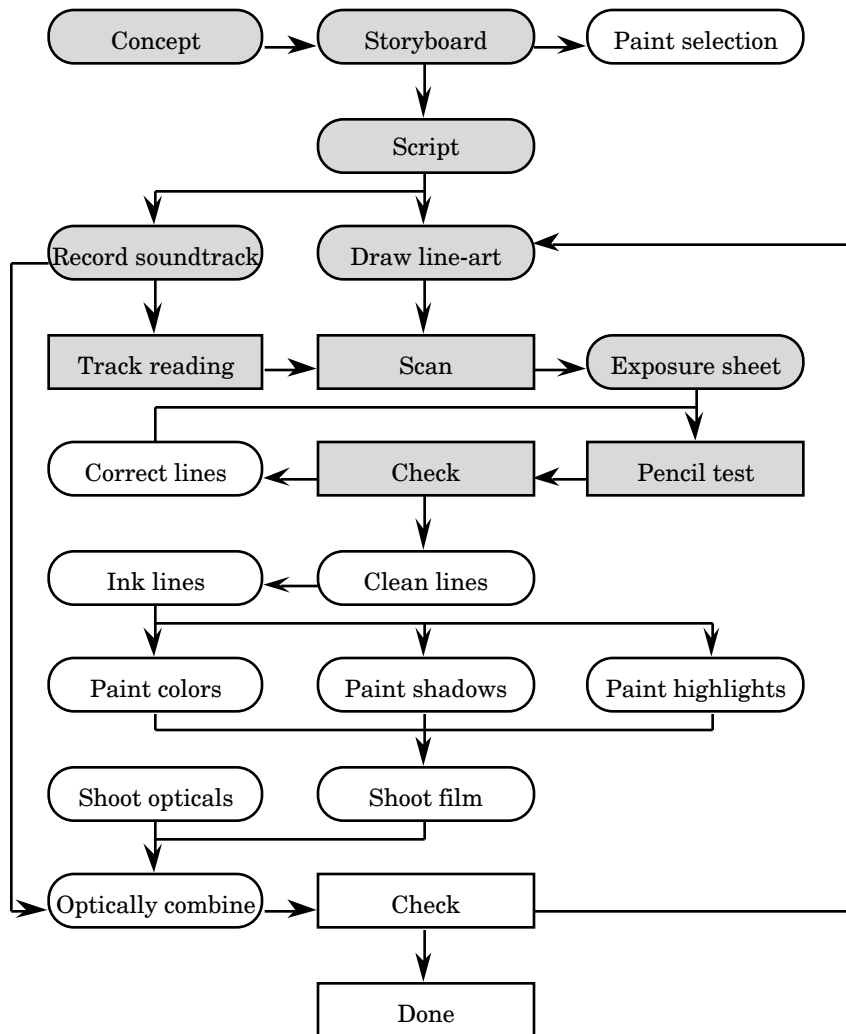 Concept
Storyboard
Paint selection
Script
Record soundtrack
Draw line-art
Track reading
Scan
Exposure sheet
Correct lines
Check
Pencil test
Ink lines
Clean lines
Paint colors
Paint shadows
Paint highlights
Shoot opticals
Shoot film
Optically combine
Check
Done